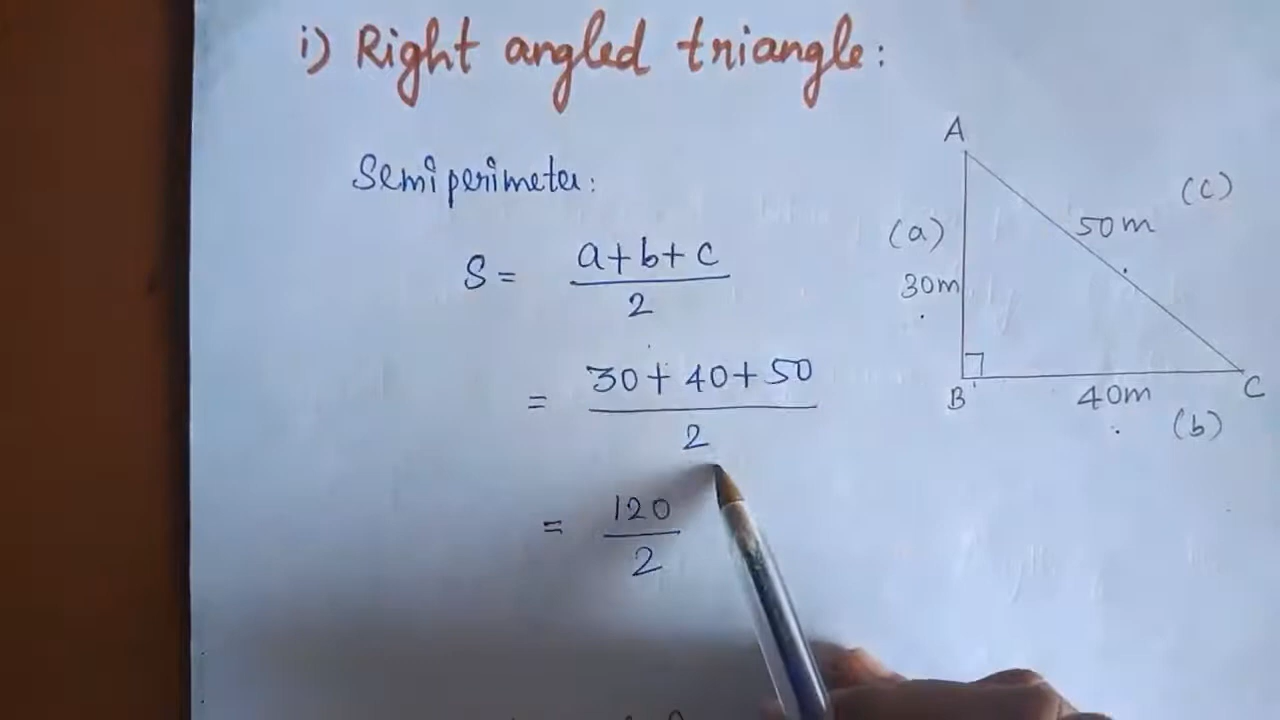 i) Right angled triangle:
Semiperimeter:
S = a+b+c
2
= 30+40+50
2
= 120
2
A
(c)
50m
(a)
30m
B
40m
C
(b)